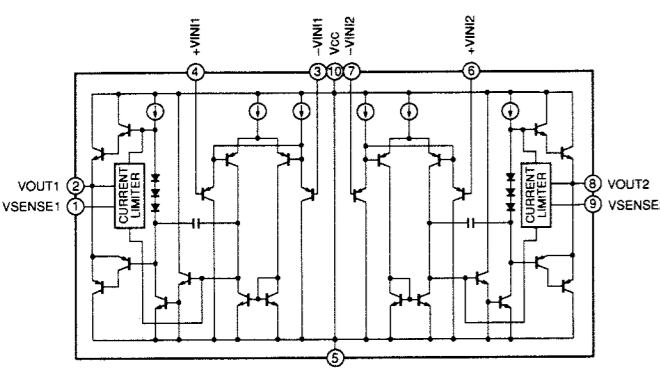 +VINI1
-VINI1
VCC
-VINI2
+VINI2
4
3
10
7
6
VOUT1
2
VSENSE1
1
CURRENT LIMITER
CURRENT LIMITER
8
VOUT2
9
VSENSE
5